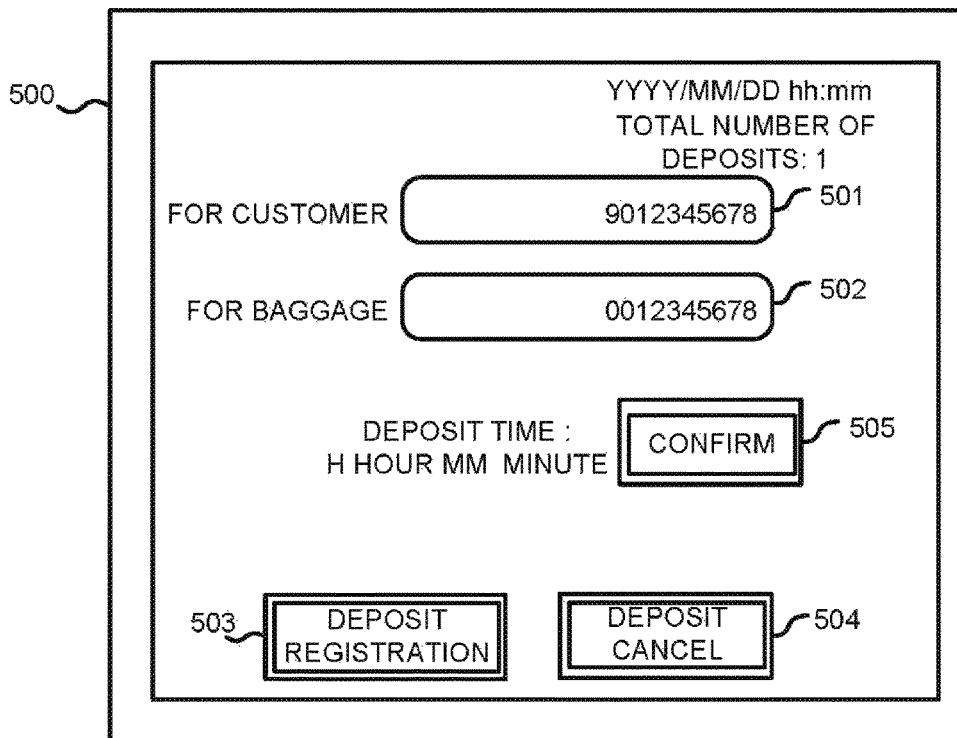 500
YYYY/MM/DD hh:mm
TOTAL NUMBER OF
DEPOSITS: 1
FOR CUSTOMER 9012345678 501
FOR BAGGAGE 0012345678 502
DEPOSIT TIME :
H HOUR MM MINUTE
CONFIRM 505
503 DEPOSIT
REGISTRATION
DEPOSIT
CANCEL 504